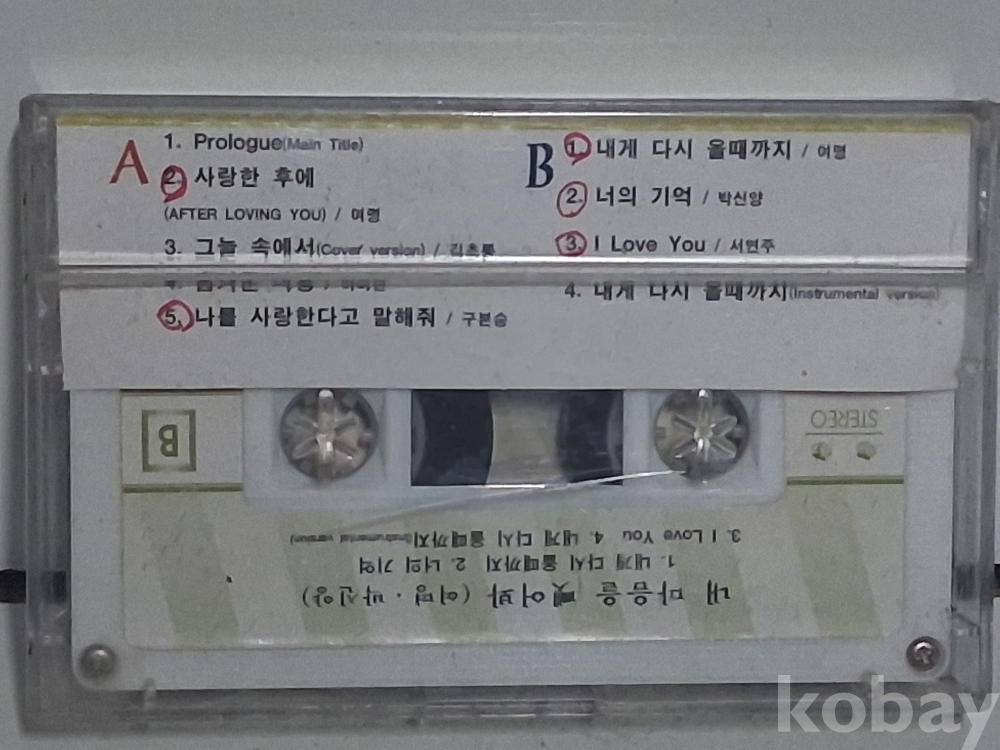 A
1. Prologue(Main Title)
2. 사랑한 후에
(AFTER LOVING YOU) / 여명
3. 그늘 속에서(Cover version) / 김초롱
4.
5. 나를 사랑한다고 말해줘 / 구본승
B
1. 내게 다시 올때까지 / 여명
2. 너의 기억 / 박신양
3. I Love You / 서현주
4. 내게 다시 올때까지(Instrumental version)
B
STEREO
내 마음을 뺏어봐 (여명 · 박신양)
1. 내게 다시 올때까지 2. 너의 기억
3. I Love You 4. 내게 다시 올때까지(Instrumental version)
kobay